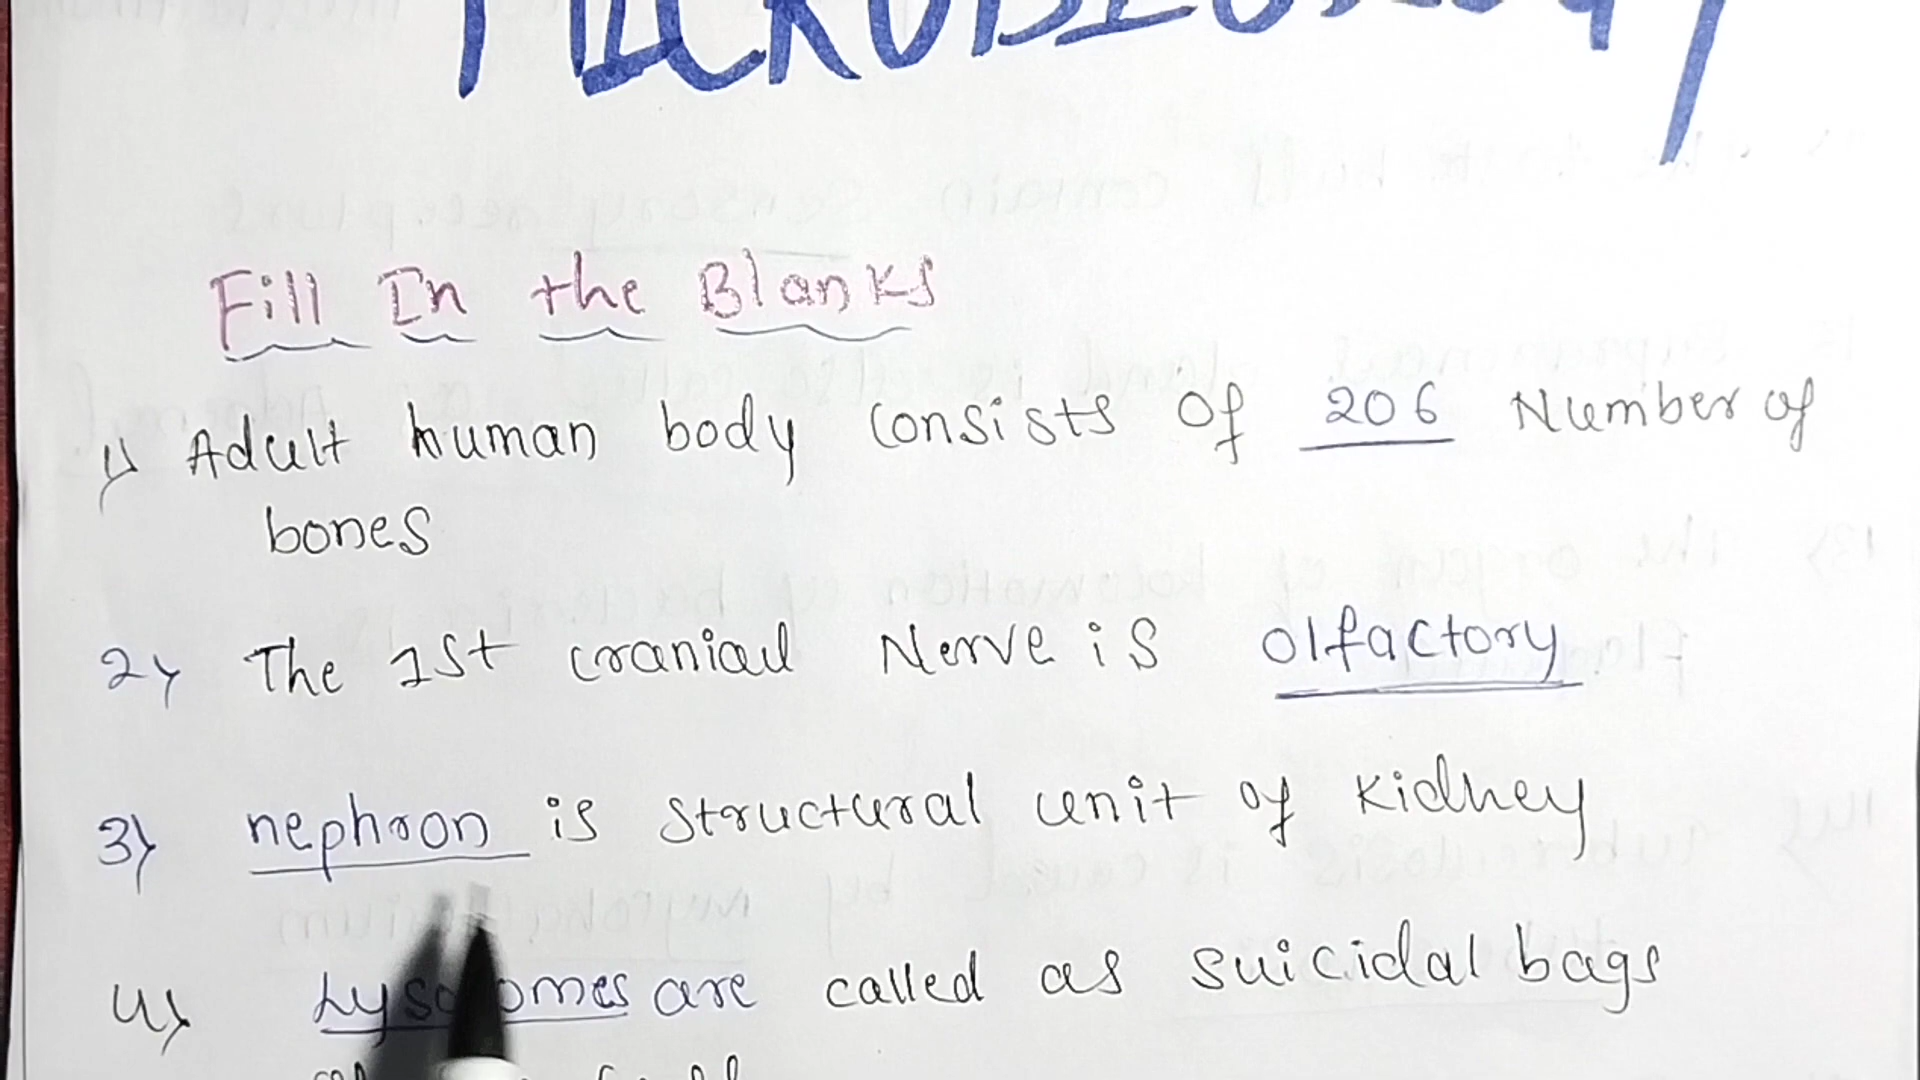 MICROBIOLOGY
Fill In the Blanks
1) Adult human body consists of 206 Number of
bones
2) The 1st cranial Nerve is olfactory
3) nephron is structural unit of kidney
4) Lysosomes are called as suicidal bags